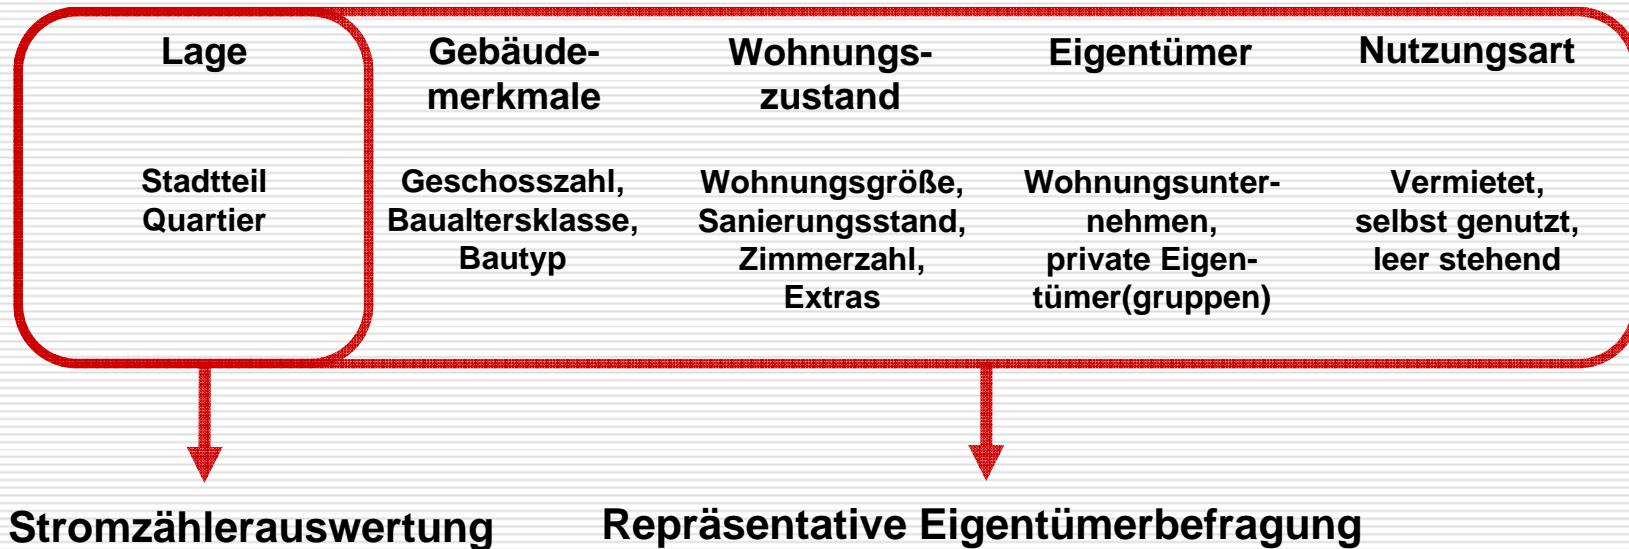 Lage
Stadtteil
Quartier
Gebäude-
merkmale
Geschosszahl,
Baualtersklasse,
Bautyp
Wohnungs-
zustand
Wohnungsgröße,
Sanierungsstand,
Zimmerzahl,
Extras
Eigentümer
Wohnungsunter-
nehmen,
private Eigen-
tümer(gruppen)
Nutzungsart
Vermietet,
selbst genutzt,
leer stehend
Stromzählerauswertung
Repräsentative Eigentümerbefragung